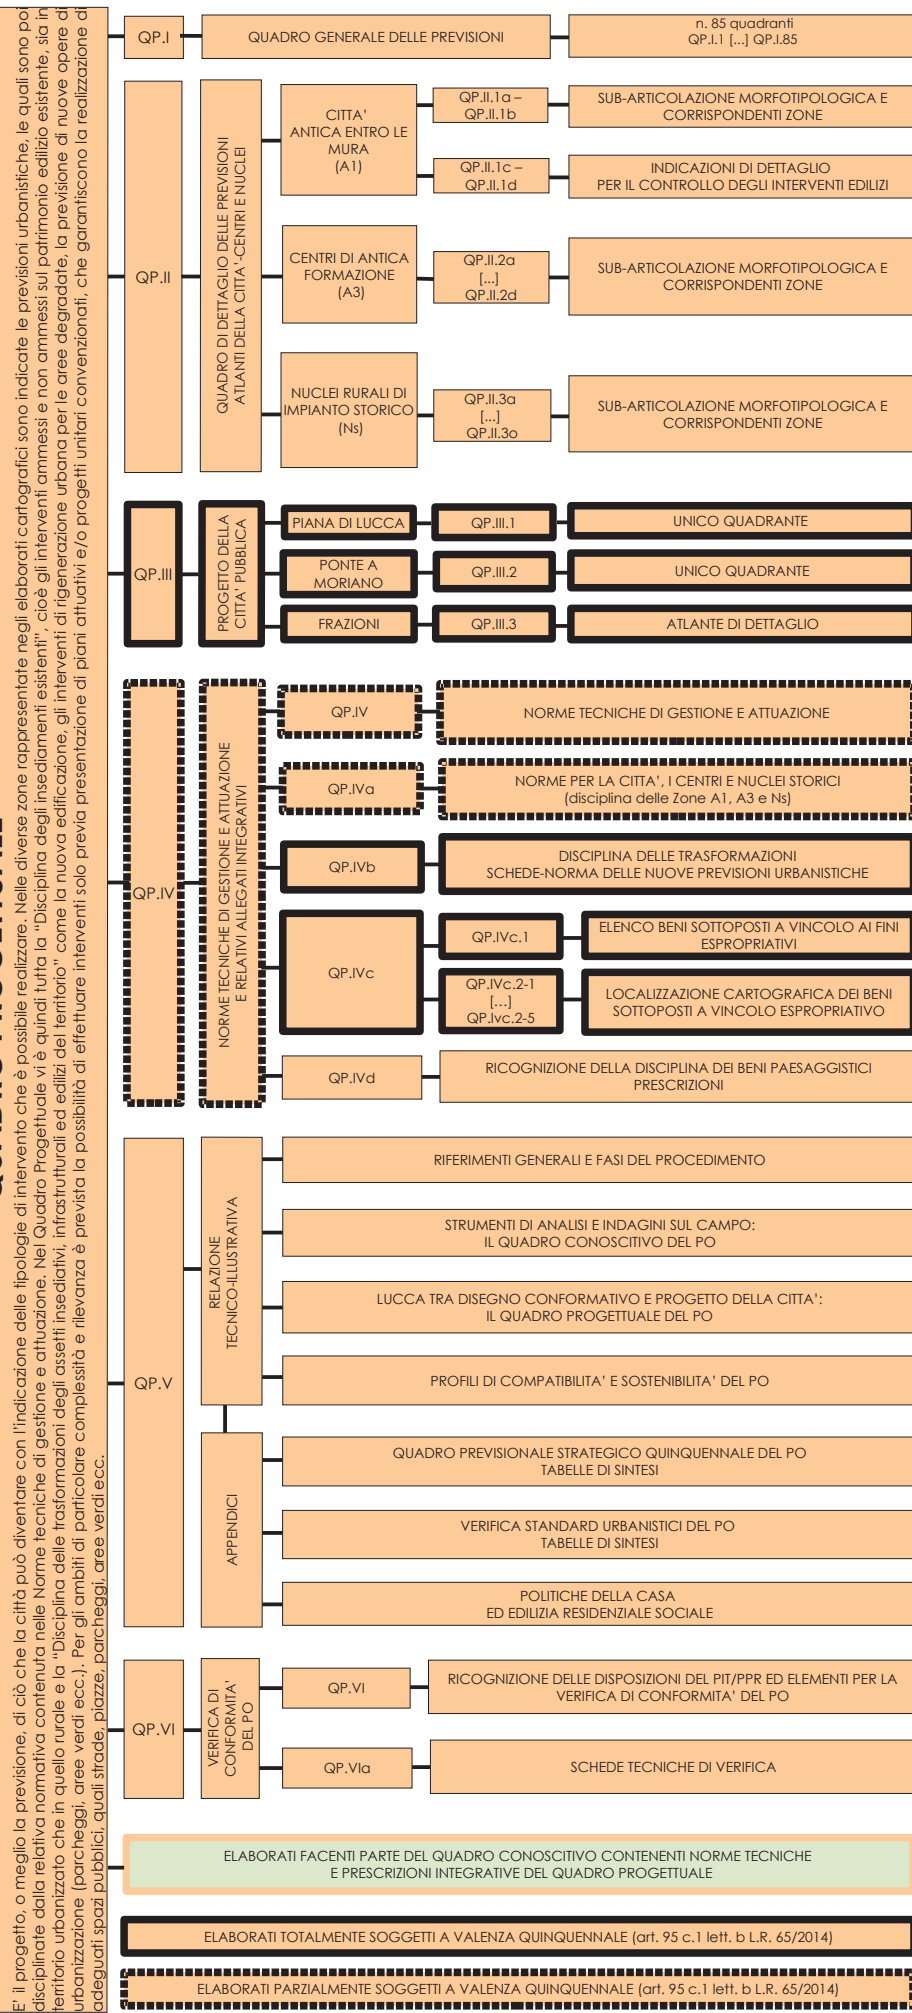 E' il progetto, o meglio la previsione, di ciò che la città può diventare con l'indicazione delle tipologie di intervento che è possibile realizzare. Nelle diverse zone rappresentate negli elaborati cartografici sono indicate le previsioni urbanistiche, le quali sono poi
disciplinate dalla relativa normativa contenuta nelle Norme tecniche di gestione e attuazione. Nel Quadro Progettuale vi è quindi tutta la "Disciplina degli insediamenti esistenti", cioè gli interventi ammessi e non ammessi sul patrimonio edilizio esistente, sia in
territorio urbanizzato che in quello rurale e la "Disciplina delle trasformazioni degli assetti insediativi, infrastrutturali ed edilizi del territorio" come la nuova edificazione, gli interventi di rigenerazione urbana per le aree degradate, la previsione di nuove opere di
urbanizzazione (parcheggi, aree verdi ecc.). Per gli ambiti di particolare complessità e rilevanza è prevista la possibilità di effettuare interventi solo previa presentazione di piani attuativi e/o progetti unitari convenzionati, che garantiscono la realizzazione di
adeguati spazi pubblici, quali strade, piazze, parcheggi, aree verdi ecc.
QP.I
QUADRO GENERALE DELLE PREVISIONI
n. 85 quadranti
QP.I.1 [...] QP.I.85
QP.II
QUADRO DI DETTAGLIO DELLE PREVISIONI
ATLANTI DELLA CITTA'-CENTRI E NUCLEI
CITTA'
ANTICA ENTRO LE
MURA
(A1)
QP.II.1a –
QP.II.1b
SUB-ARTICOLAZIONE MORFOTIPOLOGICA E
CORRISPONDENTI ZONE
QP.II.1c –
QP.II.1d
INDICAZIONI DI DETTAGLIO
PER IL CONTROLLO DEGLI INTERVENTI EDILIZI
CENTRI DI ANTICA
FORMAZIONE
(A3)
QP.II.2a
[...]
QP.II.2d
SUB-ARTICOLAZIONE MORFOTIPOLOGICA E
CORRISPONDENTI ZONE
NUCLEI RURALI DI
IMPIANTO STORICO
(Ns)
QP.II.3a
[...]
QP.II.3o
SUB-ARTICOLAZIONE MORFOTIPOLOGICA E
CORRISPONDENTI ZONE
QP.III
PROGETTO DELLA
CITTA' PUBBLICA
PIANA DI LUCCA
QP.III.1
UNICO QUADRANTE
PONTE A
MORIANO
QP.III.2
UNICO QUADRANTE
FRAZIONI
QP.III.3
ATLANTE DI DETTAGLIO
QP.IV
NORME TECNICHE DI GESTIONE E ATTUAZIONE
E RELATIVI ALLEGATI INTEGRATIVI
QP.IV
NORME TECNICHE DI GESTIONE E ATTUAZIONE
QP.IVa
NORME PER LA CITTA', I CENTRI E NUCLEI STORICI
(disciplina delle Zone A1, A3 e Ns)
QP.IVb
DISCIPLINA DELLE TRASFORMAZIONI
SCHEDE-NORMA DELLE NUOVE PREVISIONI URBANISTICHE
QP.IVc
QP.IVc.1
ELENCO BENI SOTTOPOSTI A VINCOLO AI FINI
ESPROPRIATIVI
QP.IVc.2-1
[...]
QP.Ivc.2-5
LOCALIZZAZIONE CARTOGRAFICA DEI BENI
SOTTOPOSTI A VINCOLO ESPROPRIATIVO
QP.IVd
RICOGNIZIONE DELLA DISCIPLINA DEI BENI PAESAGGISTICI
PRESCRIZIONI
QP.V
RELAZIONE
TECNICO-ILLUSTRATIVA
RIFERIMENTI GENERALI E FASI DEL PROCEDIMENTO
STRUMENTI DI ANALISI E INDAGINI SUL CAMPO:
IL QUADRO CONOSCITIVO DEL PO
LUCCA TRA DISEGNO CONFORMATIVO E PROGETTO DELLA CITTA':
IL QUADRO PROGETTUALE DEL PO
PROFILI DI COMPATIBILITA' E SOSTENIBILITA' DEL PO
APPENDICI
QUADRO PREVISIONALE STRATEGICO QUINQUENNALE DEL PO
TABELLE DI SINTESI
VERIFICA STANDARD URBANISTICI DEL PO
TABELLE DI SINTESI
POLITICHE DELLA CASA
ED EDILIZIA RESIDENZIALE SOCIALE
QP.VI
VERIFICA DI
CONFORMITA'
DEL PO
QP.VI
RICOGNIZIONE DELLE DISPOSIZIONI DEL PIT/PPR ED ELEMENTI PER LA
VERIFICA DI CONFORMITA' DEL PO
QP.VIa
SCHEDE TECNICHE DI VERIFICA
ELABORATI FACENTI PARTE DEL QUADRO CONOSCITIVO CONTENENTI NORME TECNICHE
E PRESCRIZIONI INTEGRATIVE DEL QUADRO PROGETTUALE
ELABORATI TOTALMENTE SOGGETTI A VALENZA QUINQUENNALE (art. 95 c.1 lett. b L.R. 65/2014)
ELABORATI PARZIALMENTE SOGGETTI A VALENZA QUINQUENNALE (art. 95 c.1 lett. b L.R. 65/2014)